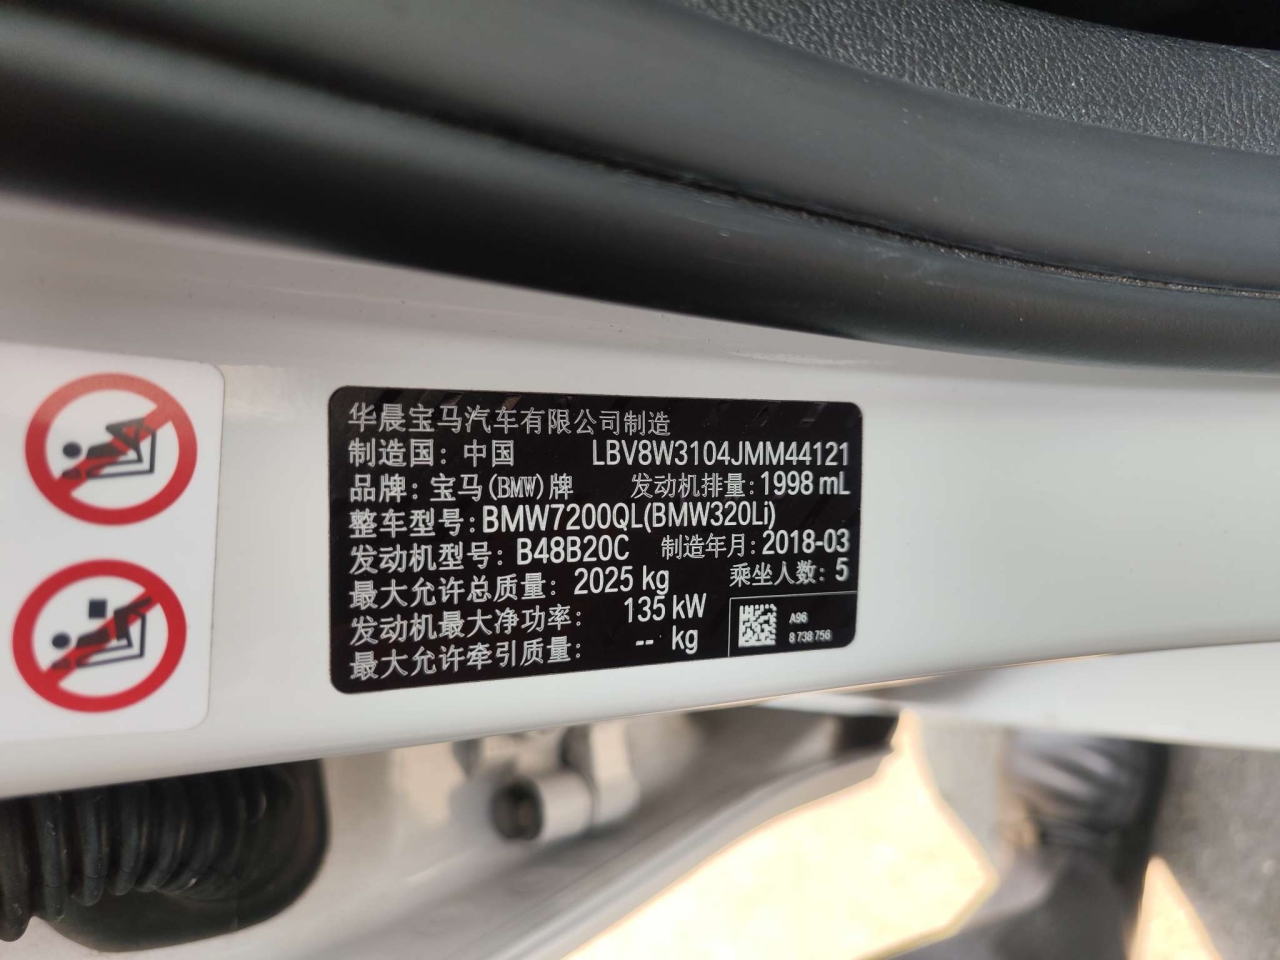 华晨宝马汽车有限公司制造
制造国: 中国 LBV8W3104JMM44121
品牌: 宝马(BMW)牌 发动机排量: 1998 mL
整车型号: BMW7200QL(BMW320Li)
发动机型号: B48B20C 制造年月: 2018-03
最大允许总质量: 2025 kg 乘坐人数: 5
发动机最大净功率: 135 kW
最大允许牵引质量: -- kg
A96
8 738 756